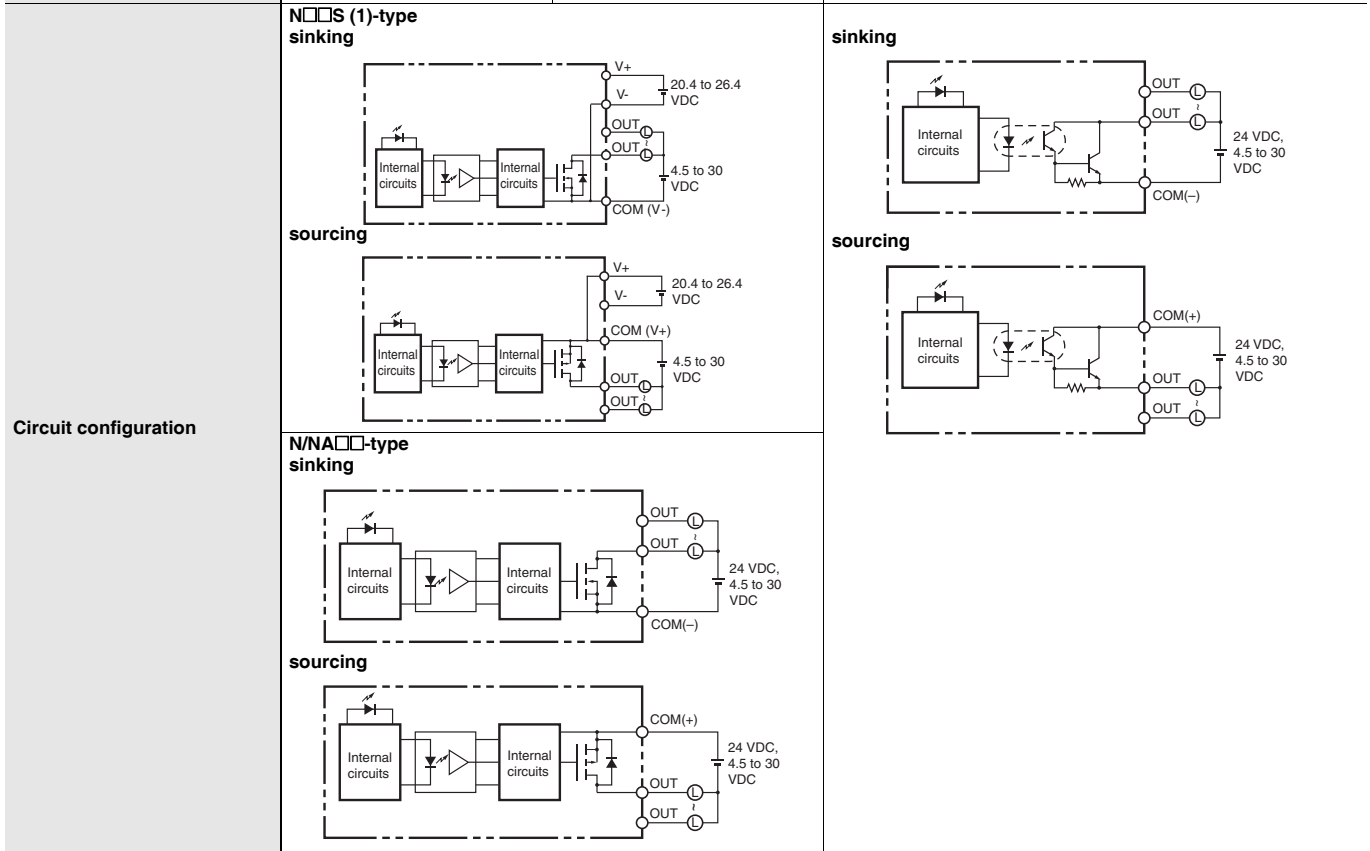 Circuit configuration
N□□S (1)-type
sinking
V+
V-
20.4 to 26.4
VDC
OUT
L
~
OUT
L
4.5 to 30
VDC
COM (V-)
Internal
circuits
Internal
circuits
sourcing
V+
V-
20.4 to 26.4
VDC
COM (V+)
4.5 to 30
VDC
OUT
L
~
OUT
L
Internal
circuits
Internal
circuits
N/NA□□-type
sinking
OUT
L
~
OUT
L
24 VDC,
4.5 to 30
VDC
COM(–)
Internal
circuits
Internal
circuits
sourcing
COM(+)
24 VDC,
4.5 to 30
VDC
OUT
L
~
OUT
L
Internal
circuits
Internal
circuits
sinking
OUT
L
~
OUT
L
24 VDC,
4.5 to 30
VDC
COM(–)
Internal
circuits
sourcing
COM(+)
24 VDC,
4.5 to 30
VDC
OUT
L
~
OUT
L
Internal
circuits